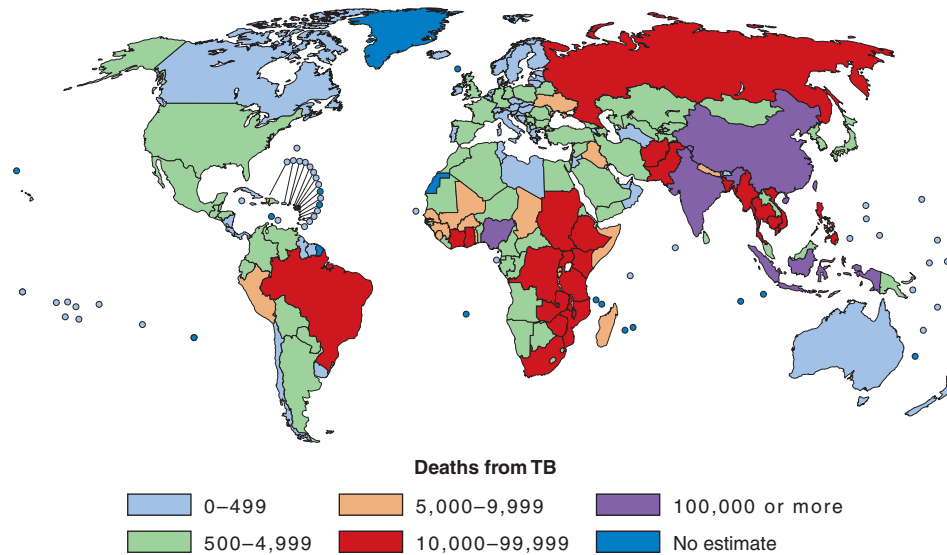 Deaths from TB
0–499
5,000–9,999
100,000 or more
500–4,999
10,000–99,999
No estimate